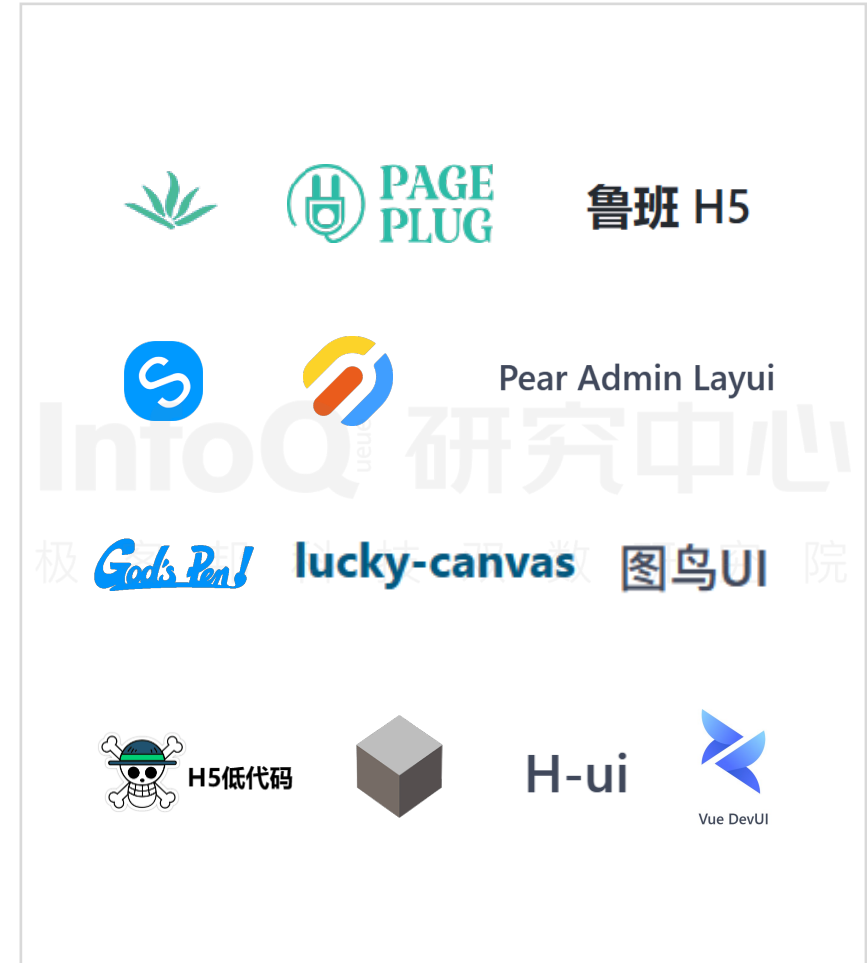 PAGE
PLUG
鲁班 H5
Pear Admin Layui
InfoQ 研究中心
God's Pen!
lucky-canvas
图鸟UI
H5低代码
H-ui
Vue DevUI